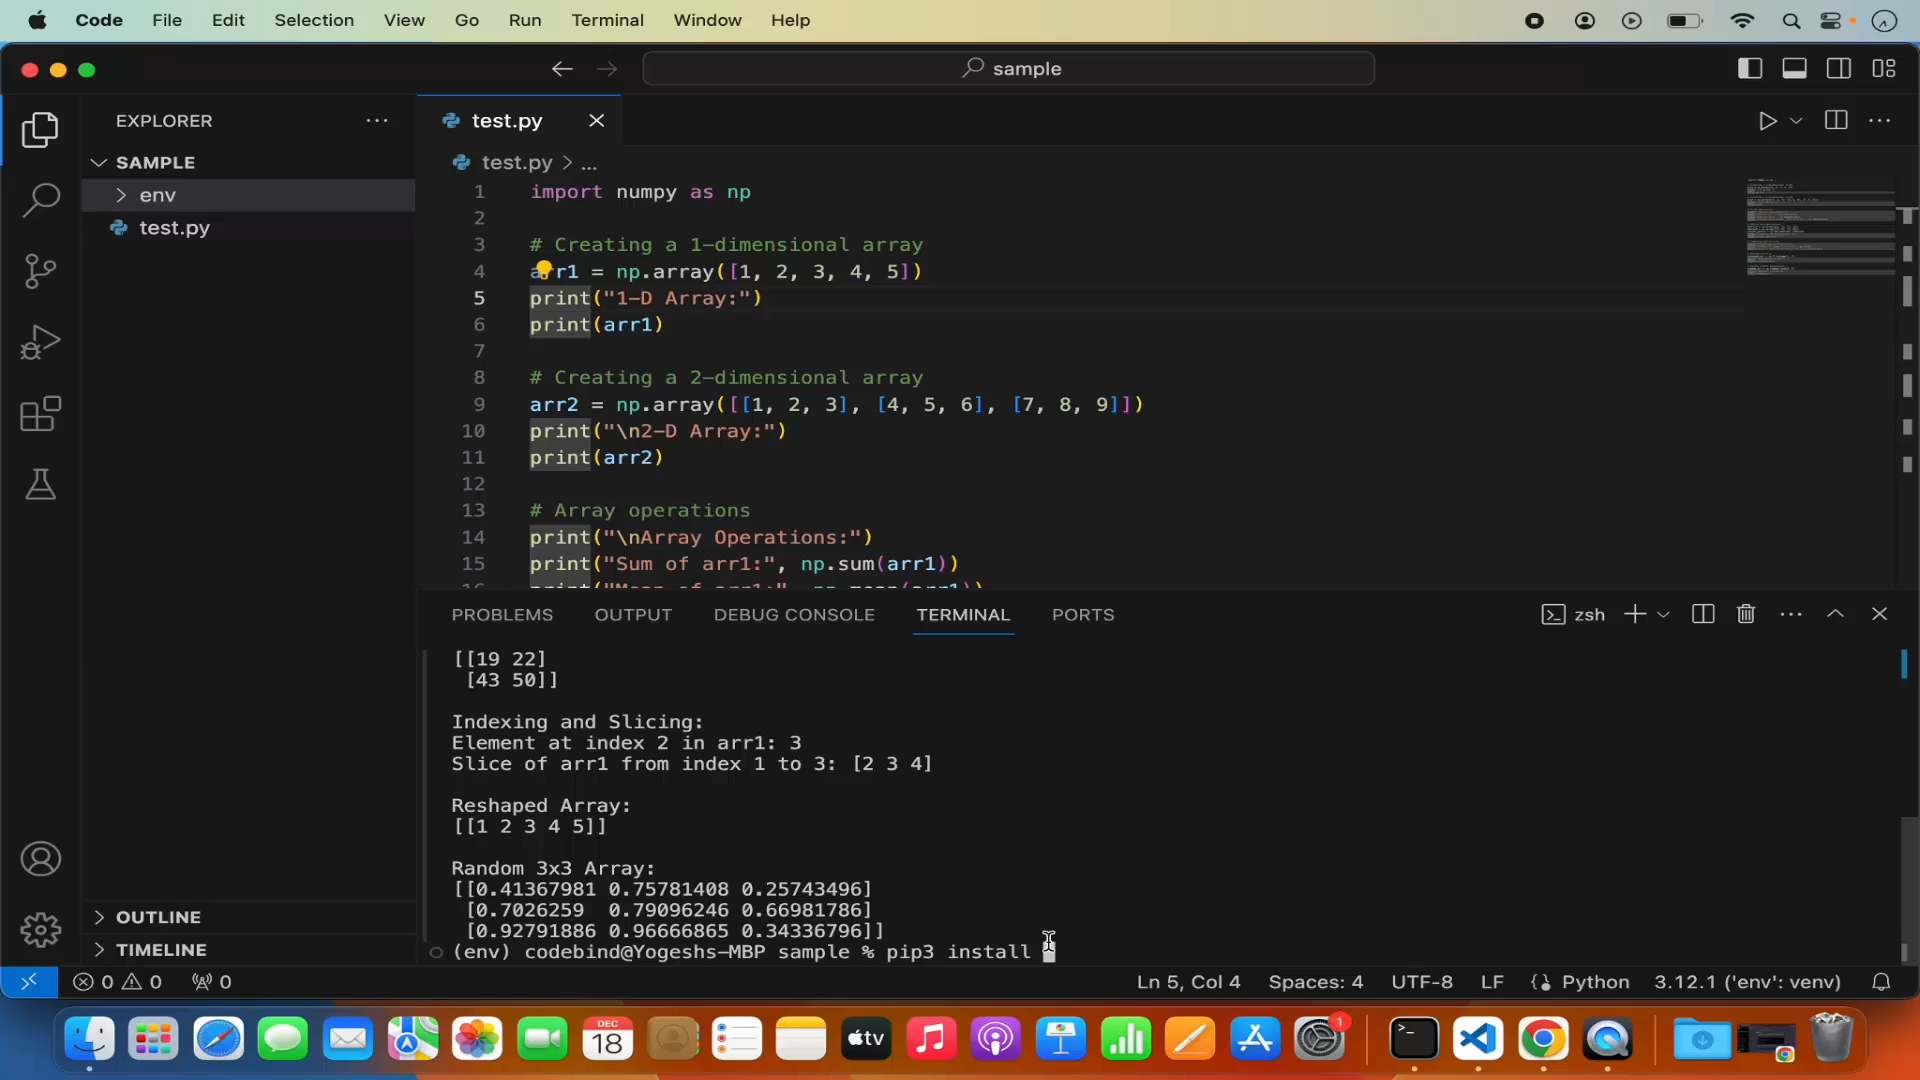 Code File Edit Selection View Go Run Terminal Window Help
sample
EXPLORER
SAMPLE
env
test.py
OUTLINE
TIMELINE
test.py
test.py > ...
1 import numpy as np
2
3 # Creating a 1-dimensional array
4 arr1 = np.array([1, 2, 3, 4, 5])
5 print("1-D Array:")
6 print(arr1)
7
8 # Creating a 2-dimensional array
9 arr2 = np.array([[1, 2, 3], [4, 5, 6], [7, 8, 9]])
10 print("\n2-D Array:")
11 print(arr2)
12
13 # Array operations
14 print("\nArray Operations:")
15 print("Sum of arr1:", np.sum(arr1))
16 print("Mean of arr1:", np.mean(arr1))
PROBLEMS OUTPUT DEBUG CONSOLE TERMINAL PORTS
zsh
[[19 22]
[43 50]]
Indexing and Slicing:
Element at index 2 in arr1: 3
Slice of arr1 from index 1 to 3: [2 3 4]
Reshaped Array:
[[1 2 3 4 5]]
Random 3x3 Array:
[[0.41367981 0.75781408 0.25743496]
[0.7026259  0.79096246 0.66981786]
[0.92791886 0.96666865 0.34336796]]
(env) codebind@Yogeshs-MBP sample % pip3 install
0 0 0
Ln 5, Col 4 Spaces: 4 UTF-8 LF Python 3.12.1 ('env': venv)
DEC
18
tv
1